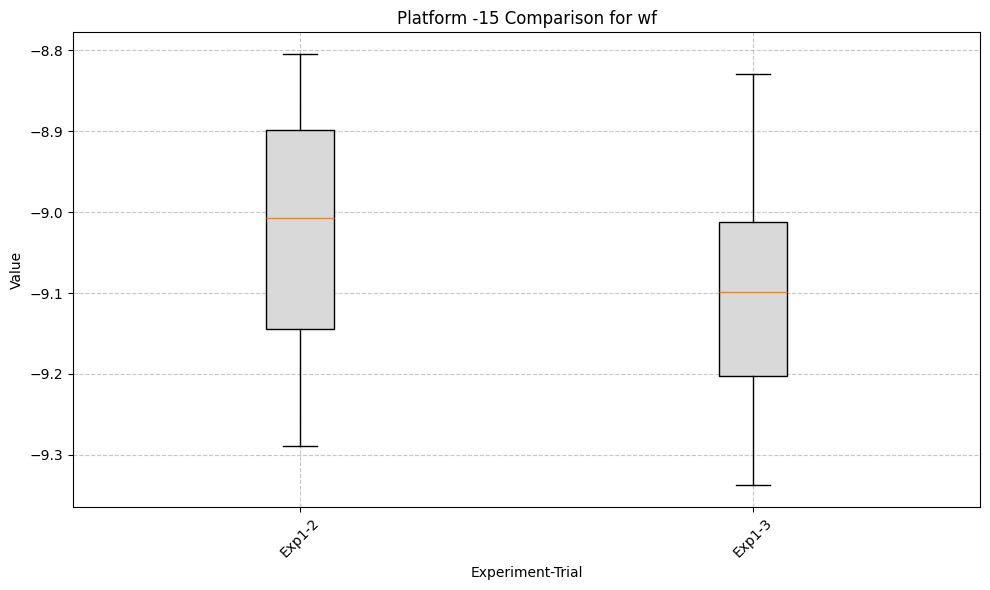 Platform -15 Comparison for wf
−8.8
−8.9
−9.0
−9.1
−9.2
−9.3
Value
Exp1-2
Exp1-3
Experiment-Trial